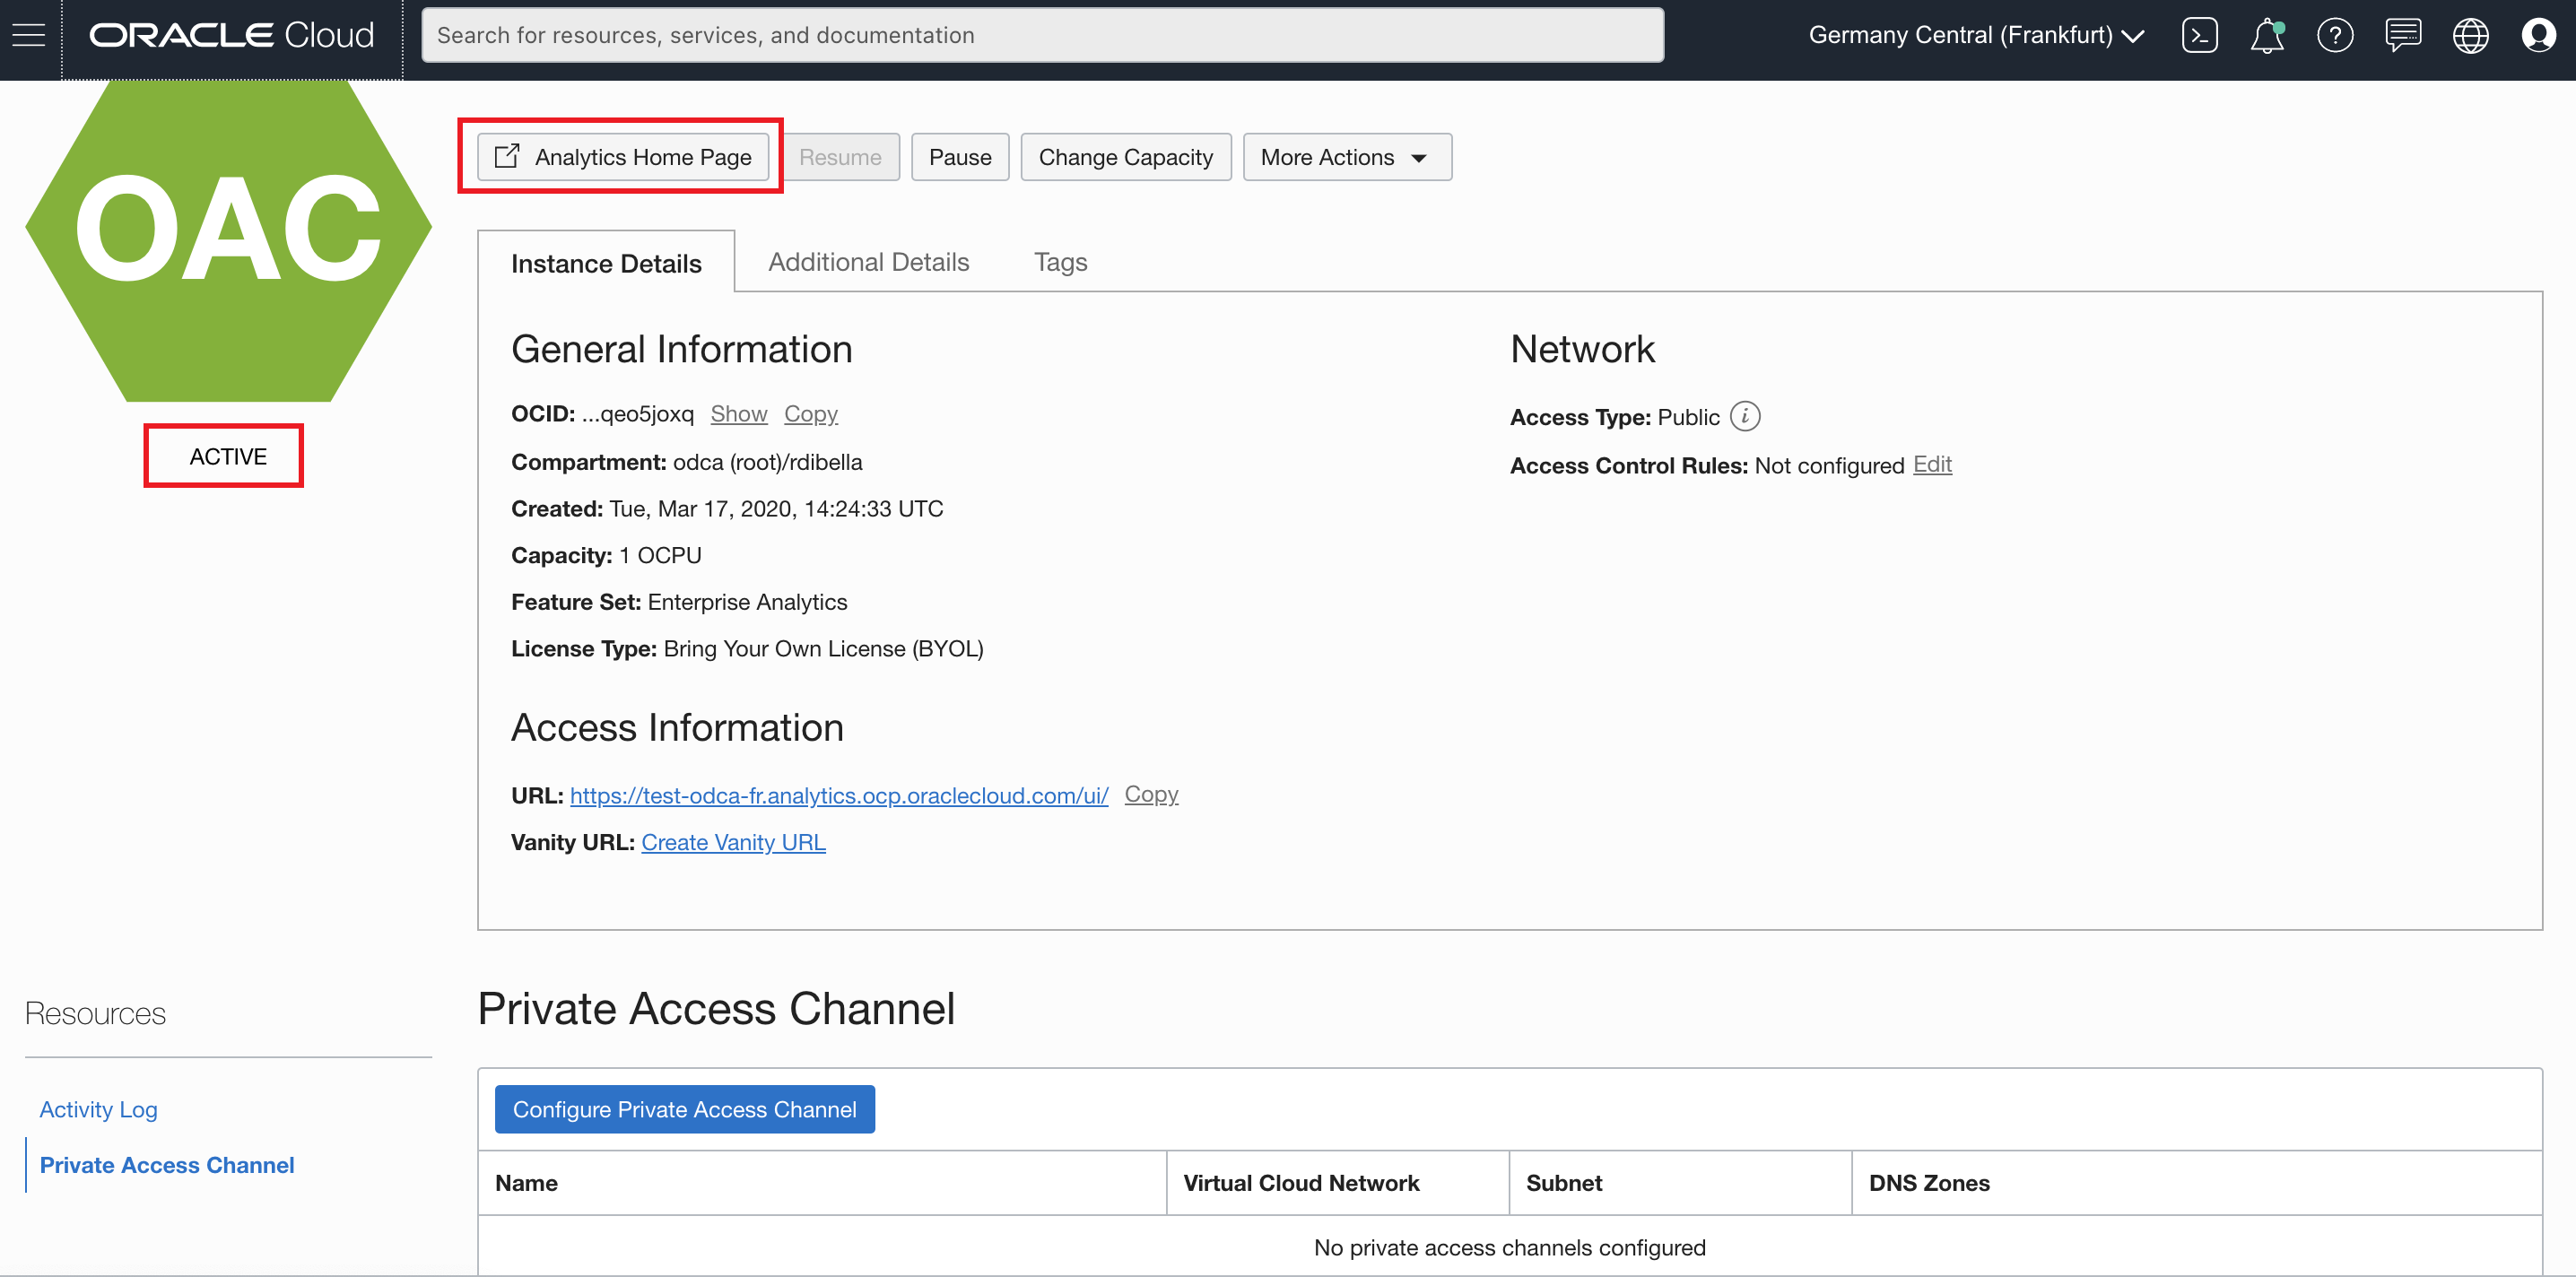 ORACLE Cloud
Search for resources, services, and documentation
Germany Central (Frankfurt)
OAC
ACTIVE
Analytics Home Page
Resume
Pause
Change Capacity
More Actions
Instance Details
Additional Details
Tags
General Information
OCID: ...qeo5joxq Show Copy
Compartment: odca (root)/rdibella
Created: Tue, Mar 17, 2020, 14:24:33 UTC
Capacity: 1 OCPU
Feature Set: Enterprise Analytics
License Type: Bring Your Own License (BYOL)
Network
Access Type: Public
Access Control Rules: Not configured Edit
Access Information
URL: https://test-odca-fr.analytics.ocp.oraclecloud.com/ui/ Copy
Vanity URL: Create Vanity URL
Resources
Activity Log
Private Access Channel
Private Access Channel
Configure Private Access Channel
Name Virtual Cloud Network Subnet DNS Zones
No private access channels configured